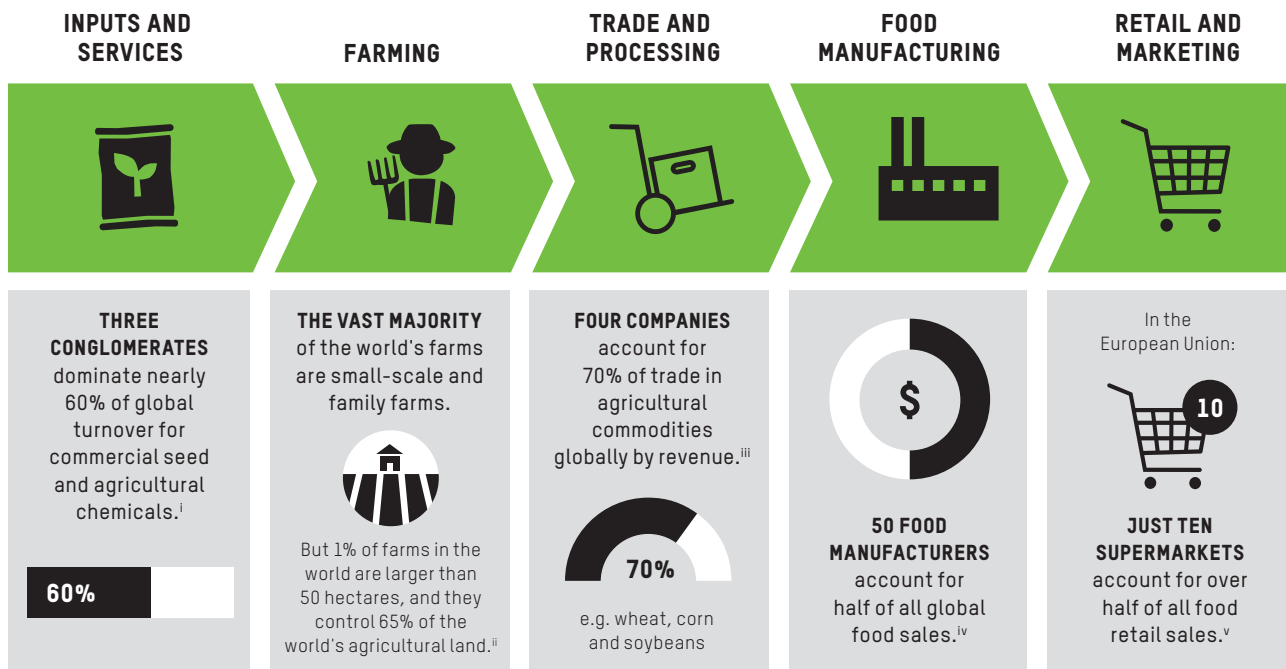 INPUTS AND
SERVICES
FARMING
TRADE AND
PROCESSING
FOOD
MANUFACTURING
RETAIL AND
MARKETING
THREE
CONGLOMERATES
dominate nearly
60% of global
turnover for
commercial seed
and agricultural
chemicals.ⁱ
60%
THE VAST MAJORITY
of the world's farms
are small-scale and
family farms.
But 1% of farms in the
world are larger than
50 hectares, and they
control 65% of the
world's agricultural land.ⁱⁱ
FOUR COMPANIES
account for
70% of trade in
agricultural
commodities
globally by revenue.ⁱⁱⁱ
70%
e.g. wheat, corn
and soybeans
$
50 FOOD
MANUFACTURERS
account for
half of all global
food sales.ⁱᵛ
In the
European Union:
10
JUST TEN
SUPERMARKETS
account for over
half of all food
retail sales.ᵛ